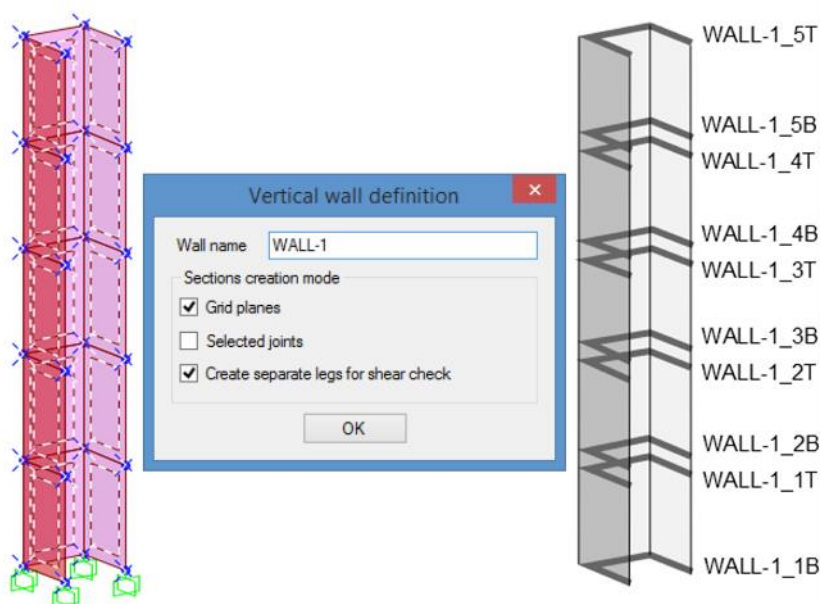 Vertical wall definition
Wall name WALL-1
Sections creation mode
Grid planes
Selected joints
Create separate legs for shear check
OK
WALL-1_5T
WALL-1_5B
WALL-1_4T
WALL-1_4B
WALL-1_3T
WALL-1_3B
WALL-1_2T
WALL-1_2B
WALL-1_1T
WALL-1_1B